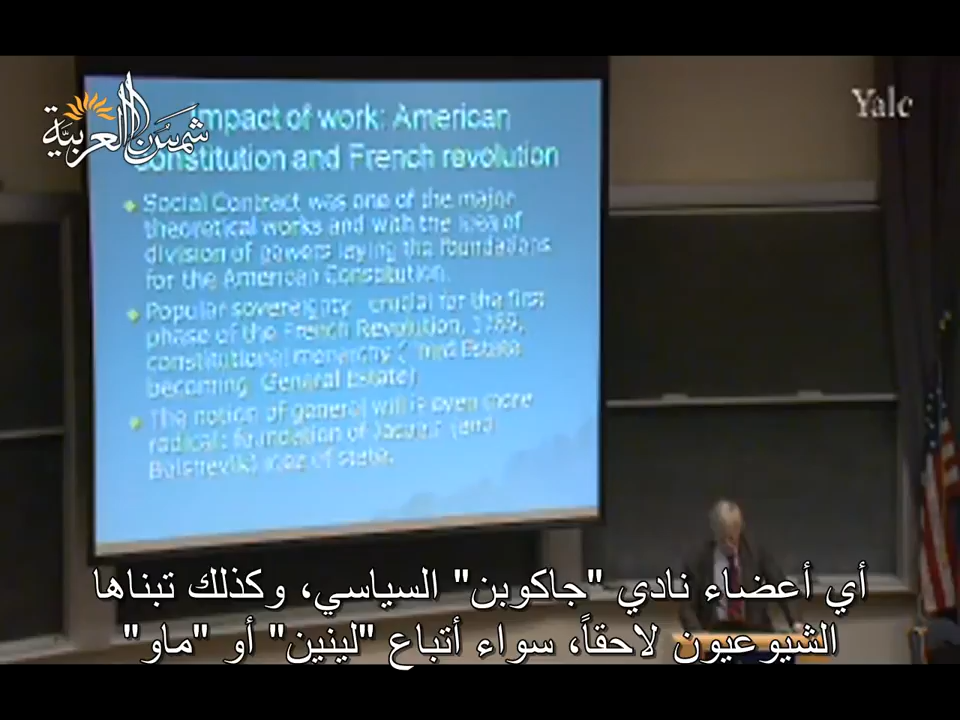 شمس العربية
Yale
Impact of work: American
Constitution and French revolution
Social Contract was one of the major
theoretical works and with the idea of
division of powers laying the foundations
for the American Constitution.
Popular sovereignty crucial for the first
phase of the French Revolution, 1789,
constitutional monarchy ( Third Estate
becoming General Estate)
The notion of general will is even more
radical: foundation of (and
Bolshevik) idea of state.
أي أعضاء نادي "جاكوبن" السياسي، وكذلك تبناها
الشيوعيون لاحقاً، سواء أتباع "لينين" أو "ماو"